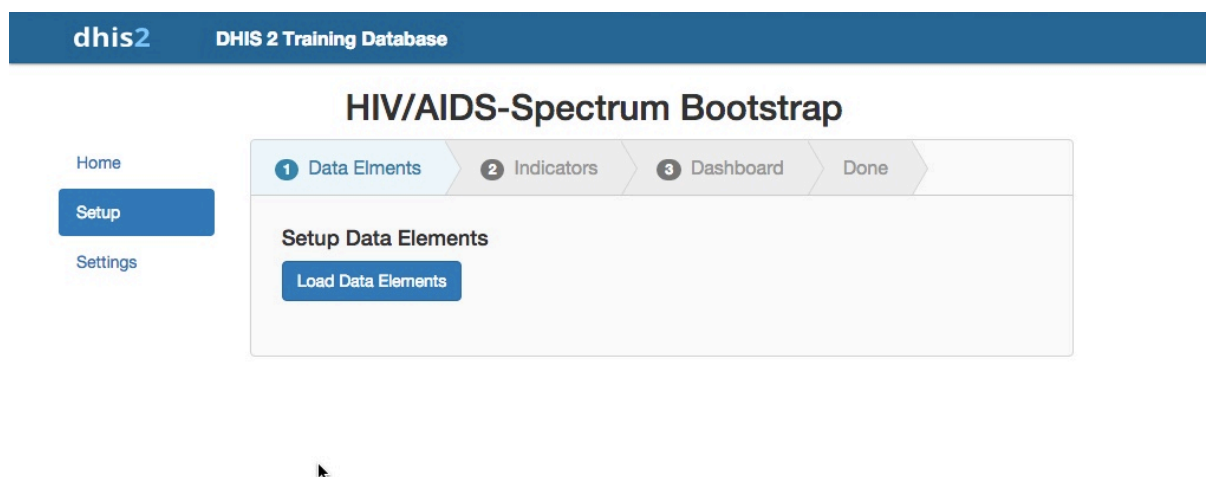 dhis2 DHIS 2 Training Database
HIV/AIDS-Spectrum Bootstrap
Home
Setup
Settings
1 Data Elments 2 Indicators 3 Dashboard Done
Setup Data Elements
Load Data Elements